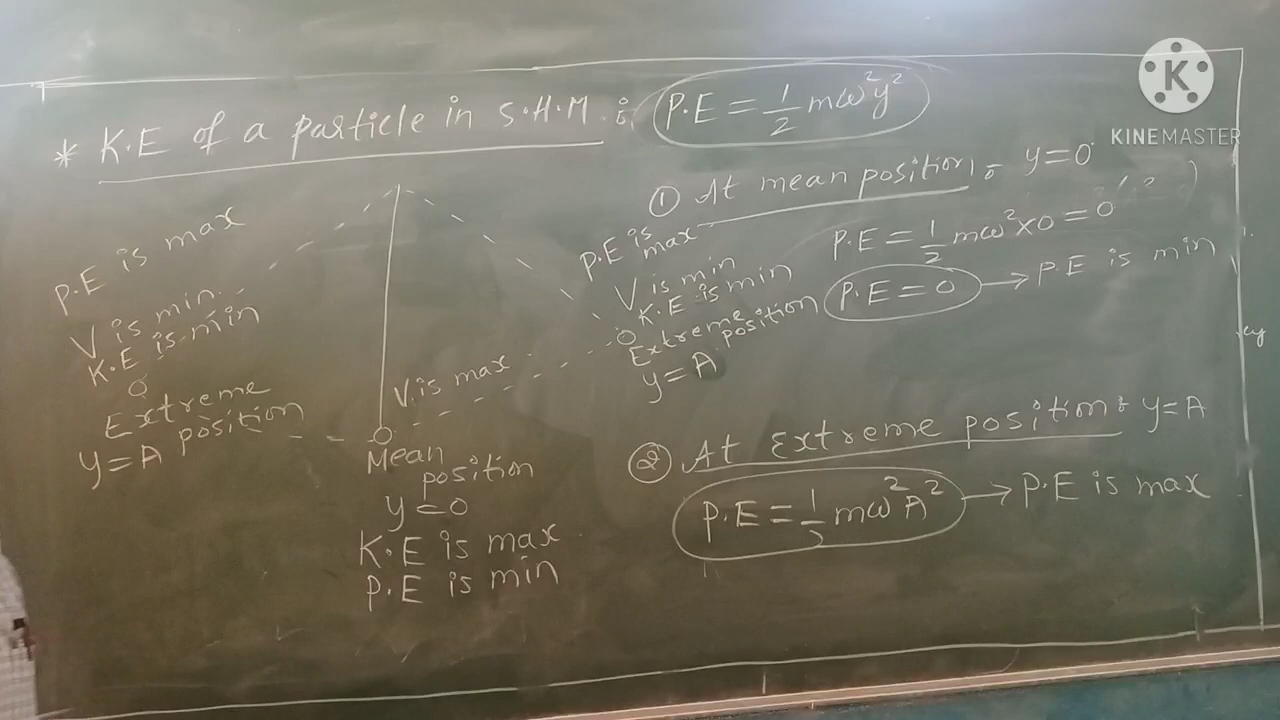 * K.E of a particle in S.H.M :- P.E = 1/2 mω²y²
① At mean position :- y=0
P.E = 1/2 mω²x0 = 0
P.E = 0 → P.E is min
P.E is max
V is min
K.E is min
Extreme position
y=A
V is max
Mean position
y=0
K.E is max
P.E is min
P.E is max
V is min
K.E is min
Extreme position
y=A
② At Extreme position : y=A
P.E = 1/2 mω²A² → P.E is max
K
KINEMASTER